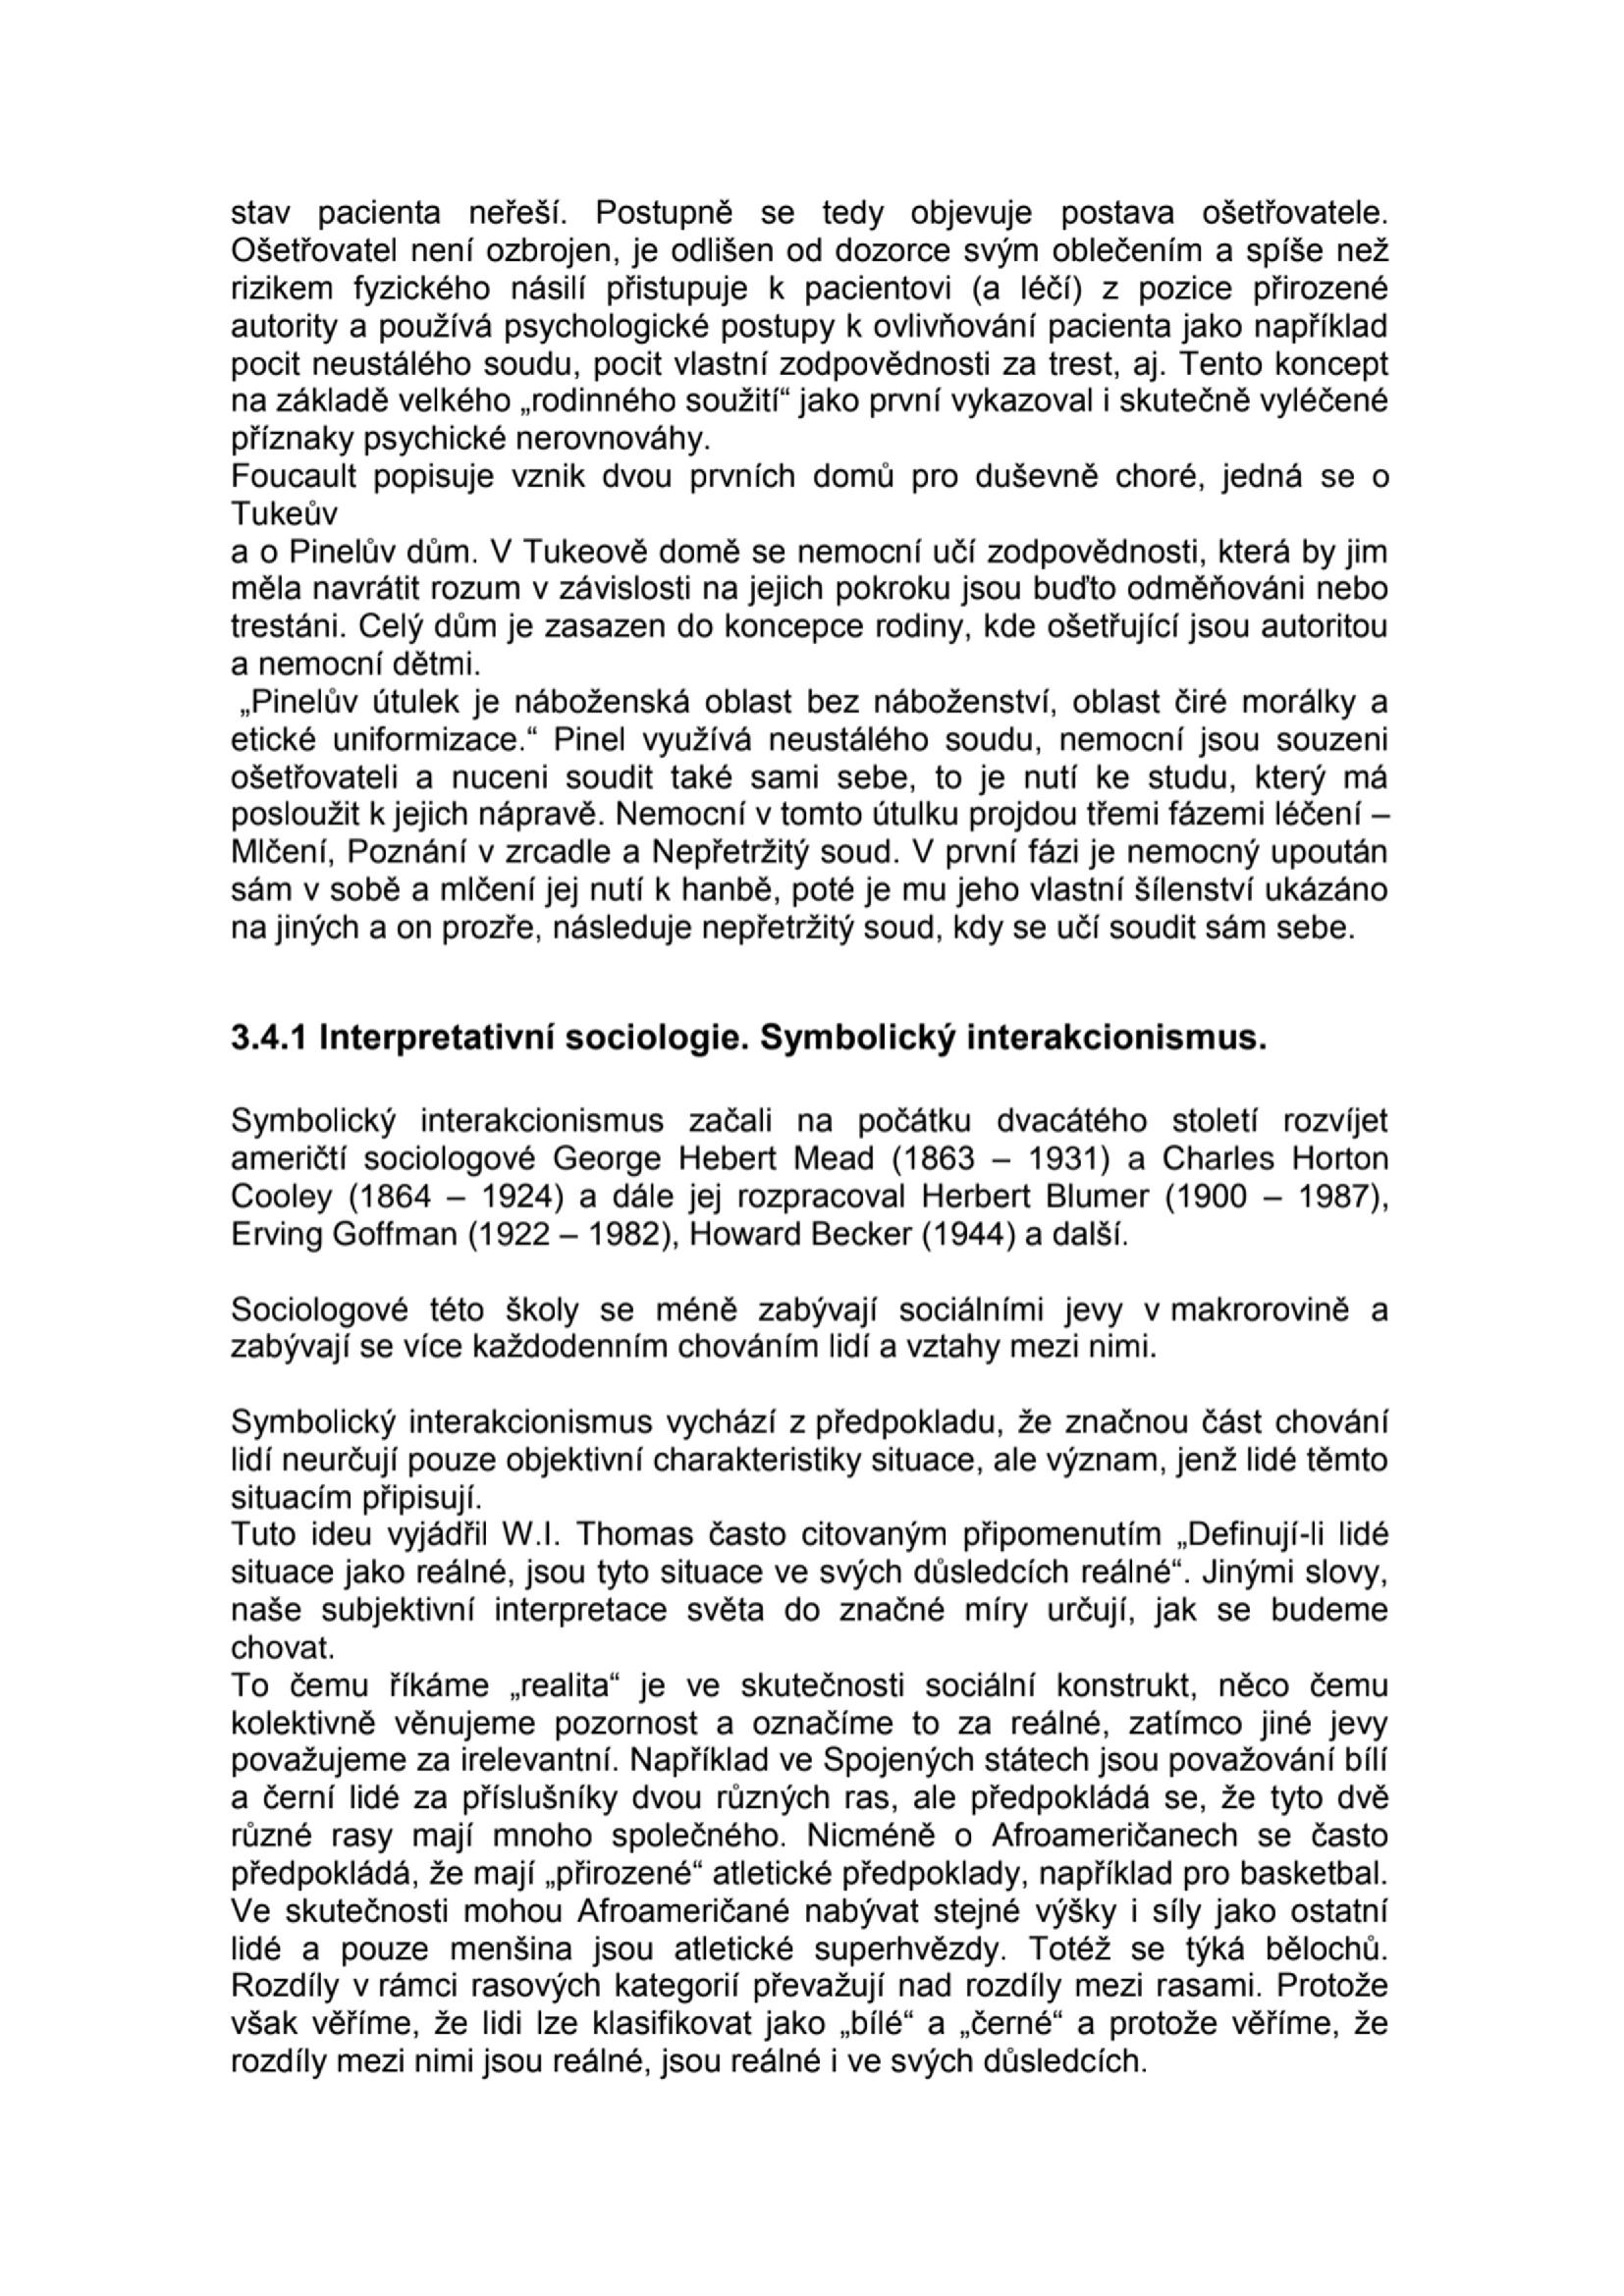 stav pacienta neřeší. Postupně se tedy objevuje postava ošetřovatele.
Ošetřovatel není ozbrojen, je odlišen od dozorce svým oblečením a spíše než
rizikem fyzického násilí přistupuje k pacientovi (a léčí) z pozice přirozené
autority a používá psychologické postupy k ovlivňování pacienta jako například
pocit neustálého soudu, pocit vlastní zodpovědnosti za trest, aj. Tento koncept
na základě velkého „rodinného soužití“ jako první vykazoval i skutečně vyléčené
příznaky psychické nerovnováhy.
Foucault popisuje vznik dvou prvních domů pro duševně choré, jedná se o
Tukeův
a o Pinelův dům. V Tukeově domě se nemocní učí zodpovědnosti, která by jim
měla navrátit rozum v závislosti na jejich pokroku jsou buďto odměňováni nebo
trestáni. Celý dům je zasazen do koncepce rodiny, kde ošetřující jsou autoritou
a nemocní dětmi.
„Pinelův útulek je náboženská oblast bez náboženství, oblast čiré morálky a
etické uniformizace.“ Pinel využívá neustálého soudu, nemocní jsou souzeni
ošetřovateli a nuceni soudit také sami sebe, to je nutí ke studu, který má
posloužit k jejich nápravě. Nemocní v tomto útulku projdou třemi fázemi léčení –
Mlčení, Poznání v zrcadle a Nepřetržitý soud. V první fázi je nemocný upoután
sám v sobě a mlčení jej nutí k hanbě, poté je mu jeho vlastní šílenství ukázáno
na jiných a on prozře, následuje nepřetržitý soud, kdy se učí soudit sám sebe.
3.4.1 Interpretativní sociologie. Symbolický interakcionismus.
Symbolický interakcionismus začali na počátku dvacátého století rozvíjet
američtí sociologové George Hebert Mead (1863 – 1931) a Charles Horton
Cooley (1864 – 1924) a dále jej rozpracoval Herbert Blumer (1900 – 1987),
Erving Goffman (1922 – 1982), Howard Becker (1944) a další.
Sociologové této školy se méně zabývají sociálními jevy v makrorovině a
zabývají se více každodenním chováním lidí a vztahy mezi nimi.
Symbolický interakcionismus vychází z předpokladu, že značnou část chování
lidí neurčují pouze objektivní charakteristiky situace, ale význam, jenž lidé těmto
situacím připisují.
Tuto ideu vyjádřil W.I. Thomas často citovaným připomenutím „Definují-li lidé
situace jako reálné, jsou tyto situace ve svých důsledcích reálné“. Jinými slovy,
naše subjektivní interpretace světa do značné míry určují, jak se budeme
chovat.
To čemu říkáme „realita“ je ve skutečnosti sociální konstrukt, něco čemu
kolektivně věnujeme pozornost a označíme to za reálné, zatímco jiné jevy
považujeme za irelevantní. Například ve Spojených státech jsou považování bílí
a černí lidé za příslušníky dvou různých ras, ale předpokládá se, že tyto dvě
různé rasy mají mnoho společného. Nicméně o Afroameričanech se často
předpokládá, že mají „přirozené“ atletické předpoklady, například pro basketbal.
Ve skutečnosti mohou Afroameričané nabývat stejné výšky i síly jako ostatní
lidé a pouze menšina jsou atletické superhvězdy. Totéž se týká bělochů.
Rozdíly v rámci rasových kategorií převažují nad rozdíly mezi rasami. Protože
však věříme, že lidi lze klasifikovat jako „bílé“ a „černé“ a protože věříme, že
rozdíly mezi nimi jsou reálné, jsou reálné i ve svých důsledcích.